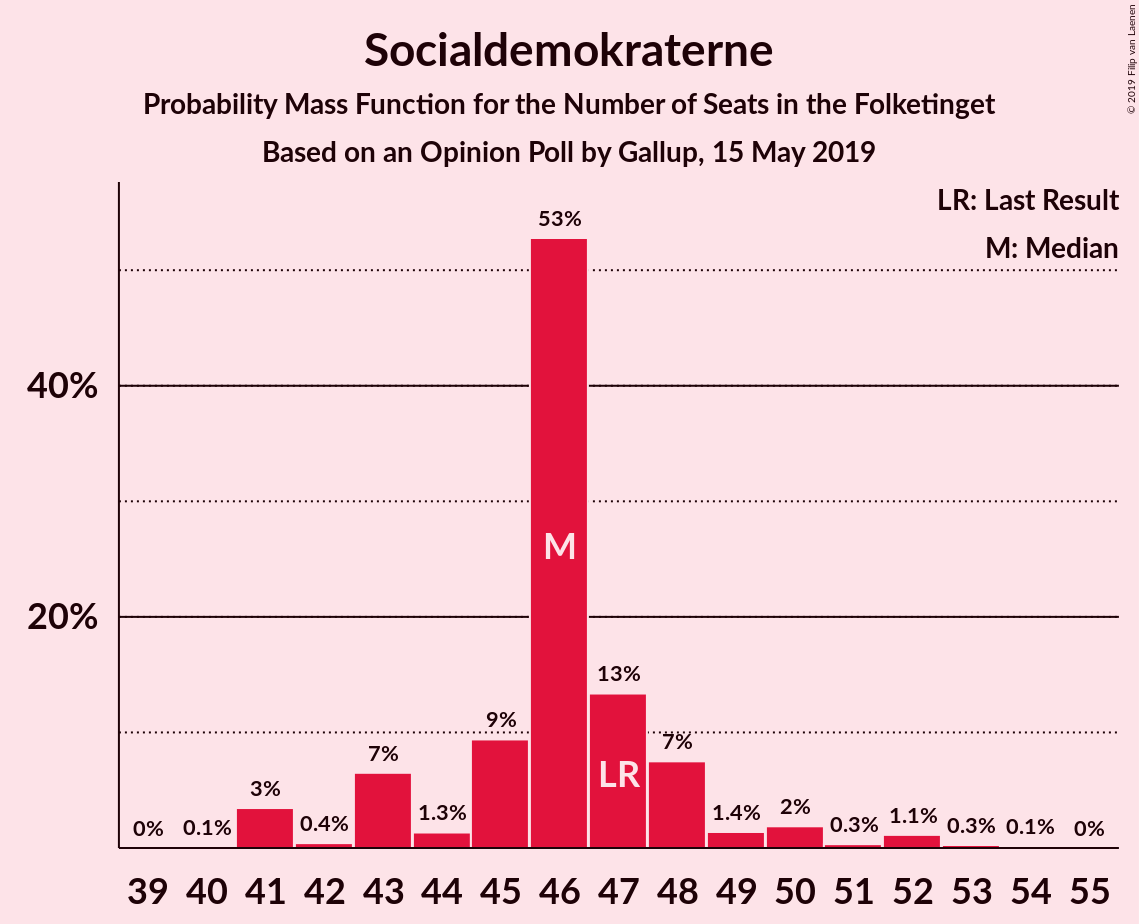 Socialdemokraterne
Probability Mass Function for the Number of Seats in the Folketinget
Based on an Opinion Poll by Gallup, 15 May 2019
© 2019 Filip van Laenen
LR: Last Result
M: Median
40%
20%
0%
0.1%
3%
0.4%
7%
1.3%
9%
53%
13%
7%
1.4%
2%
0.3%
1.1%
0.3%
0.1%
0%
M
LR
39 40 41 42 43 44 45 46 47 48 49 50 51 52 53 54 55